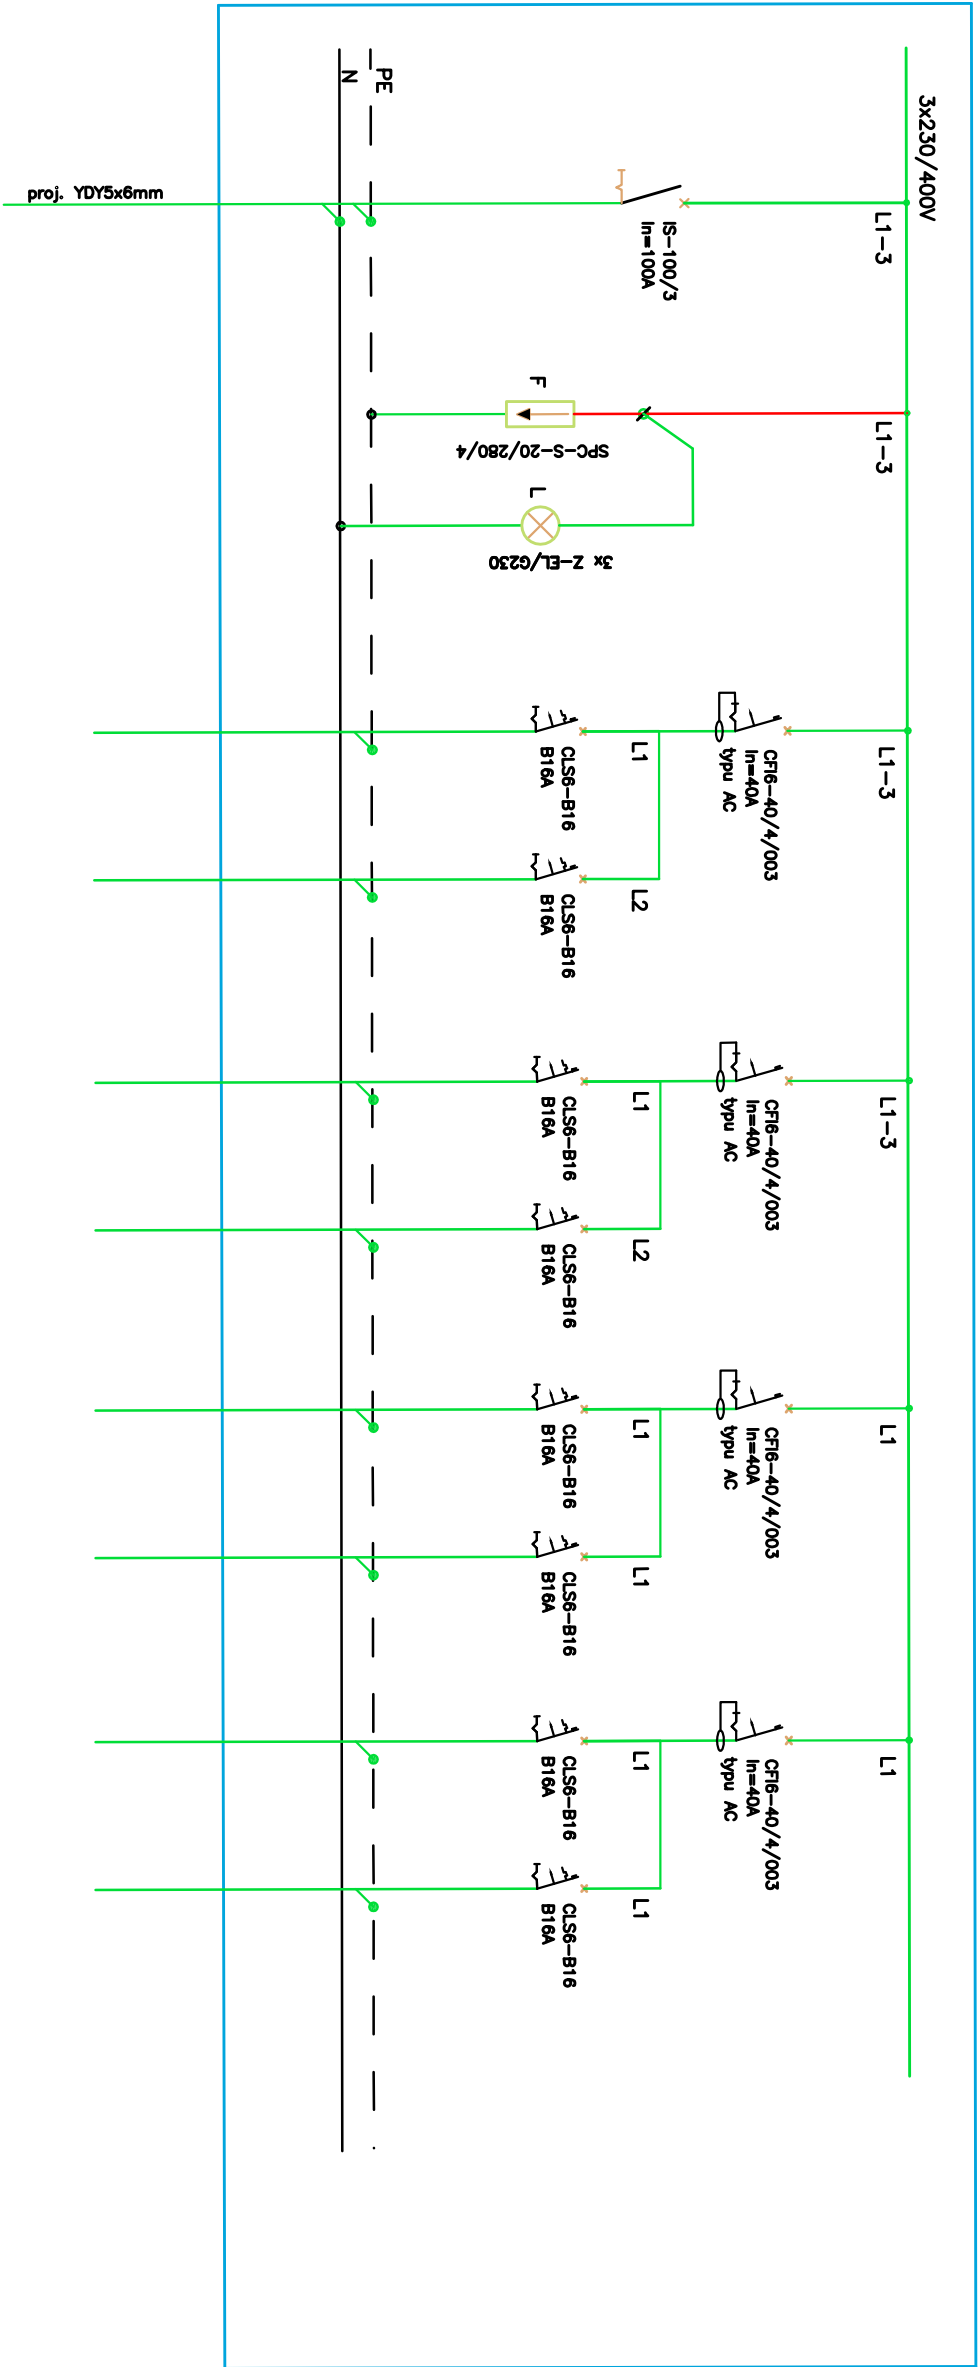 3x230/400V
PE
N
proj. YDY5x6mm
L1-3
IS-100/3
In=100A
L1-3
F
SPC-S-20/280/4
L
3x Z-EL/G230
L1-3
CFI6-40/4/003
In=40A
typu AC
L1
CLS6-B16
B16A
L2
CLS6-B16
B16A
L1-3
CFI6-40/4/003
In=40A
typu AC
L1
CLS6-B16
B16A
L2
CLS6-B16
B16A
L1
CFI6-40/4/003
In=40A
typu AC
L1
CLS6-B16
B16A
L1
CLS6-B16
B16A
L1
CFI6-40/4/003
In=40A
typu AC
L1
CLS6-B16
B16A
L1
CLS6-B16
B16A